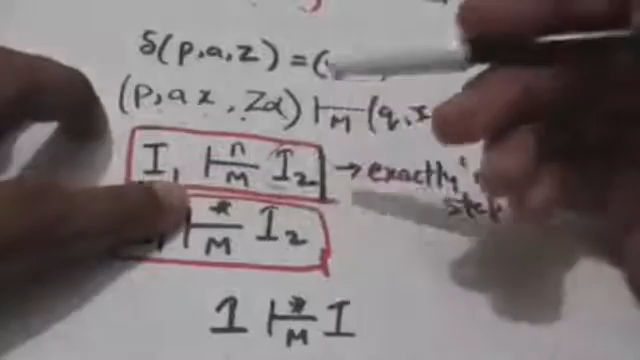 δ(p,a,z) = (
(p,ax,Zα) ⊢M (q,x
I₁ ⊢ⁿM I₂ → exactly
⊢*M I₂
I ⊢*M I